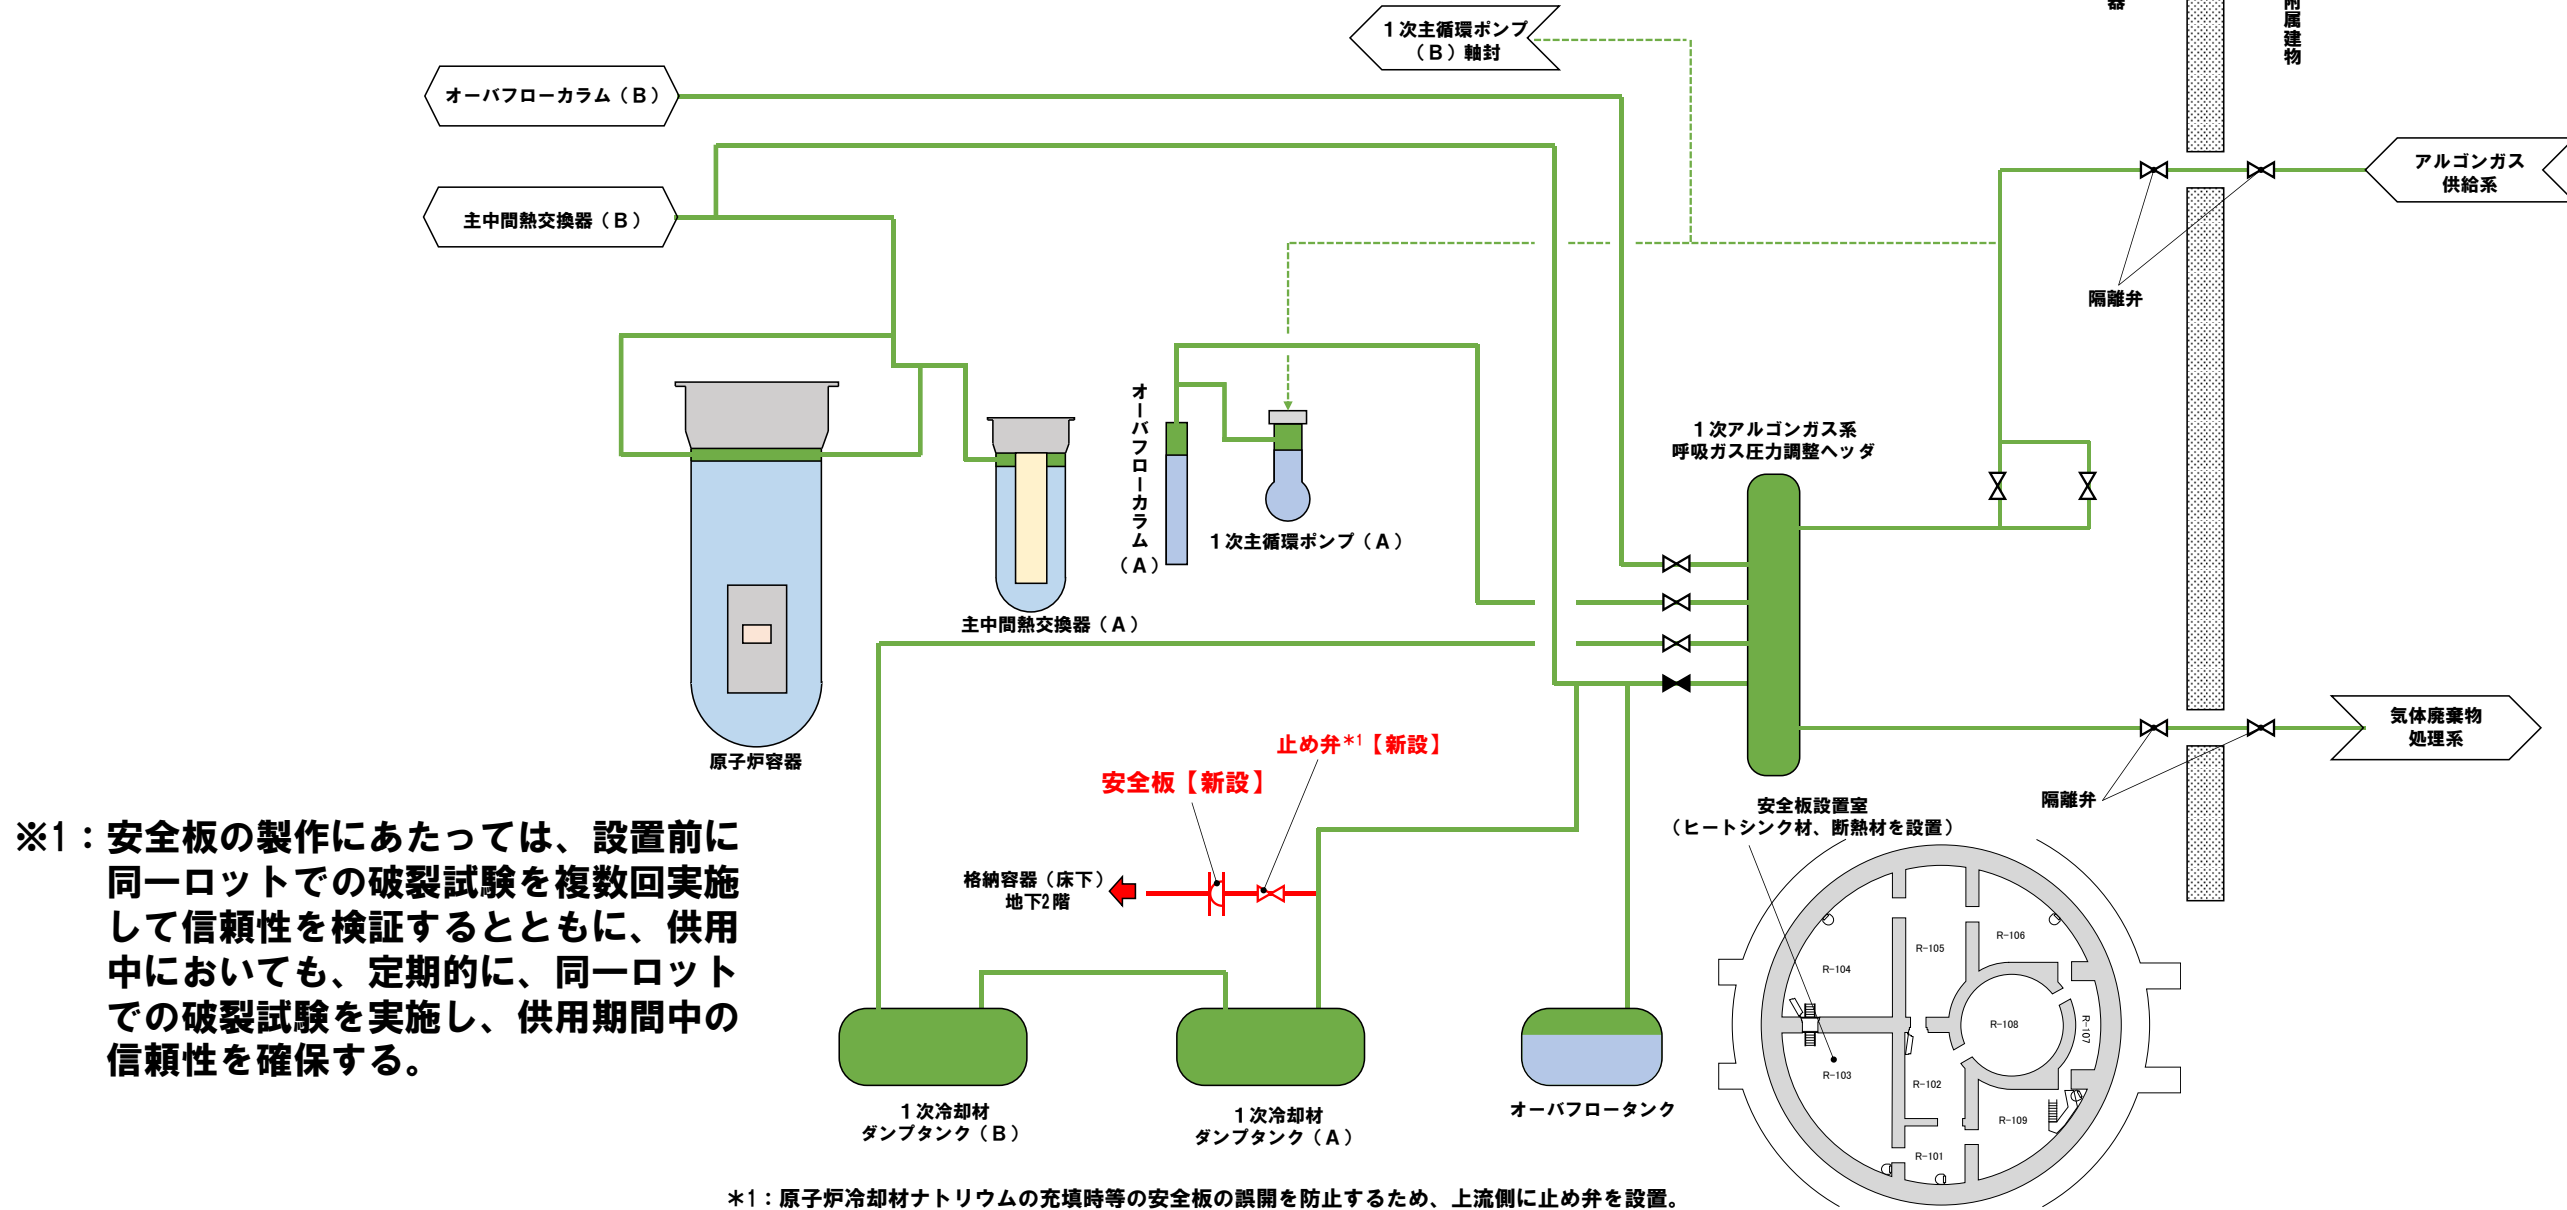 器
附属建物
1次主循環ポンプ
（B）軸封
オーバフローカラム（B）
アルゴンガス
供給系
主中間熱交換器（B）
隔離弁
オーバフローカラム
（A）
1次主循環ポンプ（A）
1次アルゴンガス系
呼吸ガス圧力調整ヘッダ
主中間熱交換器（A）
原子炉容器
止め弁*1【新設】
安全板【新設】
気体廃棄物
処理系
隔離弁
安全板設置室
（ヒートシンク材、断熱材を設置）
※1：安全板の製作にあたっては、設置前に
同一ロットでの破裂試験を複数回実施
して信頼性を検証するとともに、供用
中においても、定期的に、同一ロット
での破裂試験を実施し、供用期間中の
信頼性を確保する。
格納容器（床下）
地下2階
R-106
R-105
R-104
R-108
R-107
R-103
R-102
R-109
R-101
1次冷却材
ダンプタンク（B）
1次冷却材
ダンプタンク（A）
オーバフロータンク
*1：原子炉冷却材ナトリウムの充填時等の安全板の誤開を防止するため、上流側に止め弁を設置。